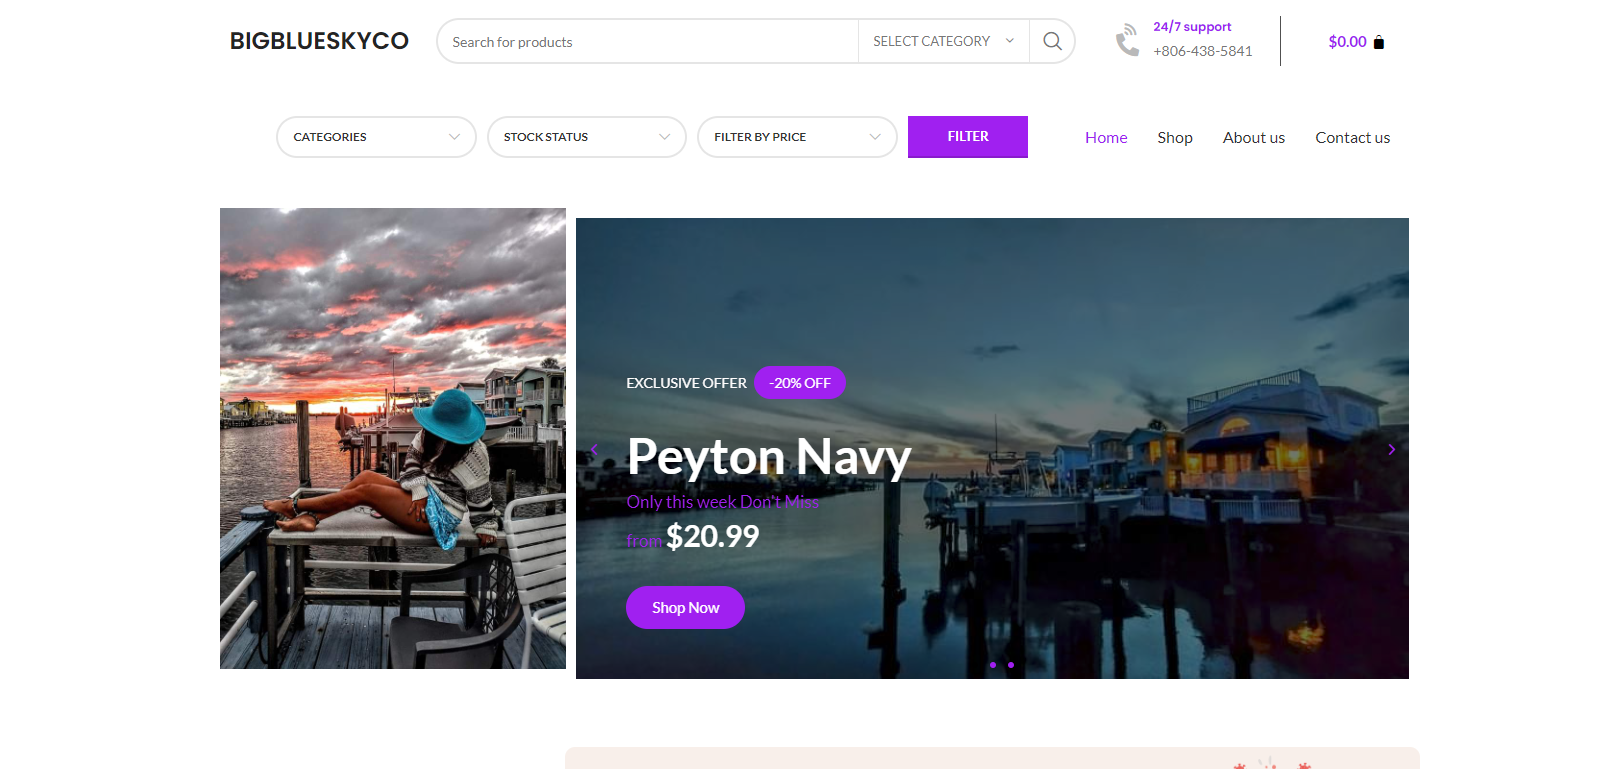 BIGBLUESKYCO
Search for products
SELECT CATEGORY
24/7 support
+806-438-5841
$0.00
CATEGORIES
STOCK STATUS
FILTER BY PRICE
FILTER
Home
Shop
About us
Contact us
EXCLUSIVE OFFER -20% OFF
Peyton Navy
Only this week Don't Miss
from $20.99
Shop Now